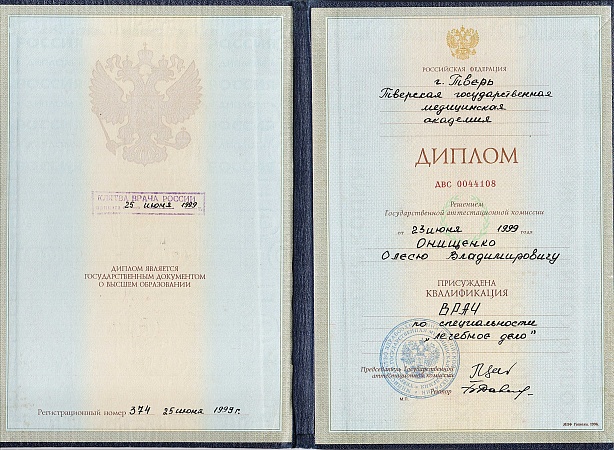 КЛЯТВА ВРАЧА РОССИИ
25 июня 1999
ДИПЛОМ ЯВЛЯЕТСЯ
ГОСУДАРСТВЕННЫМ ДОКУМЕНТОМ
О ВЫСШЕМ ОБРАЗОВАНИИ
Регистрационный номер 374 25 июня 1999 г.
РОССИЙСКАЯ ФЕДЕРАЦИЯ
г. Тверь
Тверская государственная
медицинская
академия
ДИПЛОМ
ДВС 0044108
Решением
Государственной аттестационной комиссии
от 23 июня 1999 года
Онищенко
Олесю Владимировичу
ПРИСУЖДЕНА
КВАЛИФИКАЦИЯ
ВРАЧ
по специальности
"лечебное дело"
Председатель Государственной
аттестационной комиссии
Ректор
М.П.